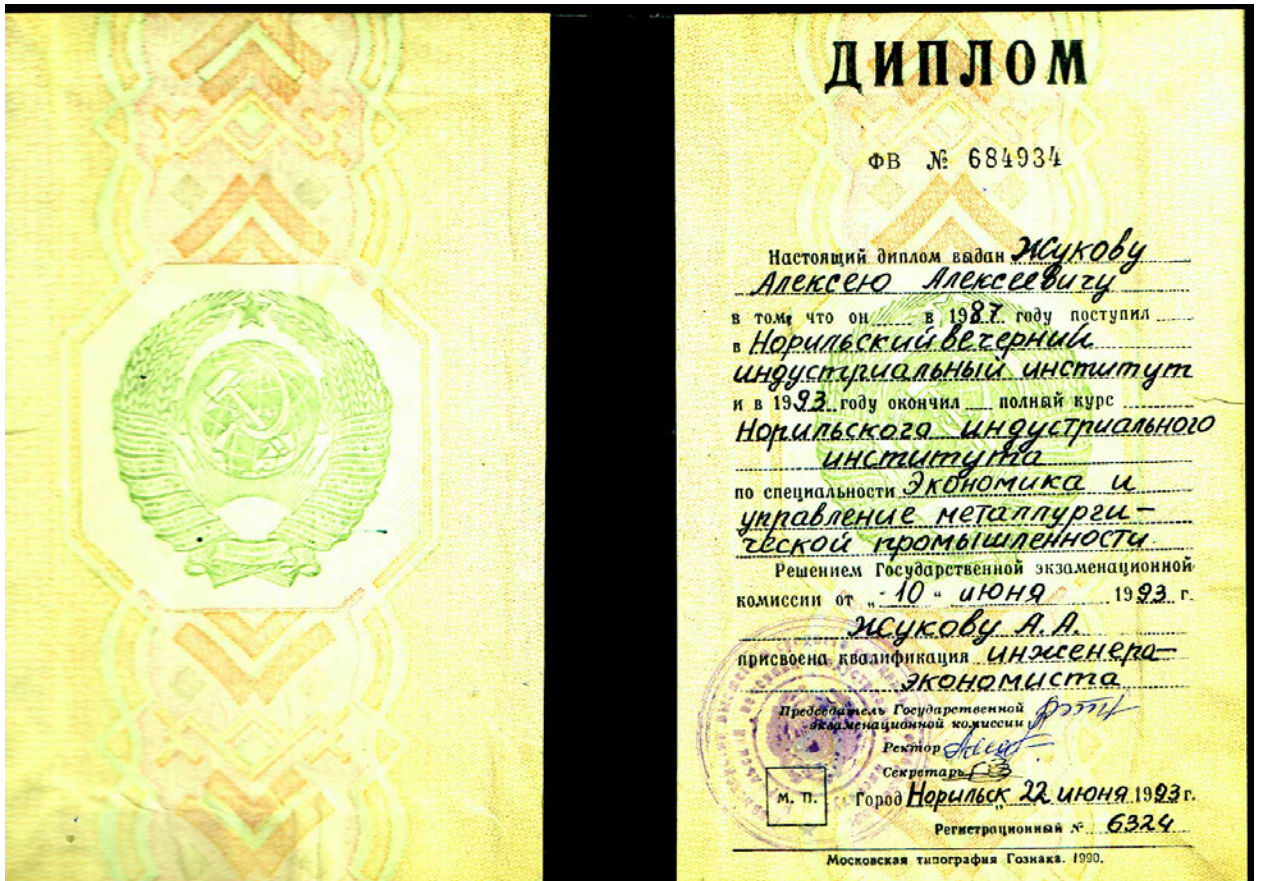 ДИПЛОМ
ФВ № 684934
Настоящий диплом выдан Жукову
Алексею Алексеевичу
в том, что он в 1987 году поступил
в Норильский вечерний
индустриальный институт
и в 1993 году окончил полный курс
Норильского индустриального
института
по специальности Экономика и
управление металлурги-
ческой промышленности.
Решением Государственной экзаменационной
комиссии от „10“ июня 1993 г.
Жукову А.А.
присвоена квалификация инженера-
экономиста
Председатель Государственной
экзаменационной комиссии
Ректор
Секретарь
М. П.
Город Норильск „22 июня 1993 г.
Регистрационный № 6324
Московская типография Гознака. 1990.